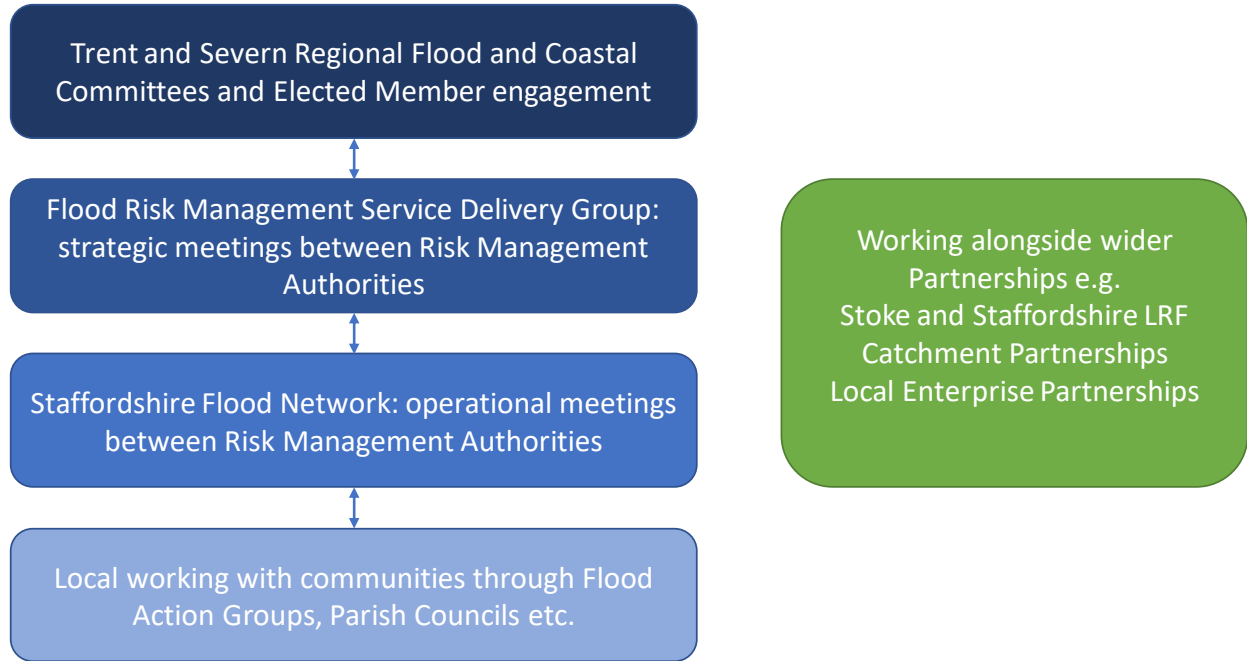 Trent and Severn Regional Flood and Coastal
Committees and Elected Member engagement
Flood Risk Management Service Delivery Group:
strategic meetings between Risk Management
Authorities
Staffordshire Flood Network: operational meetings
between Risk Management Authorities
Local working with communities through Flood
Action Groups, Parish Councils etc.
Working alongside wider
Partnerships e.g.
Stoke and Staffordshire LRF
Catchment Partnerships
Local Enterprise Partnerships